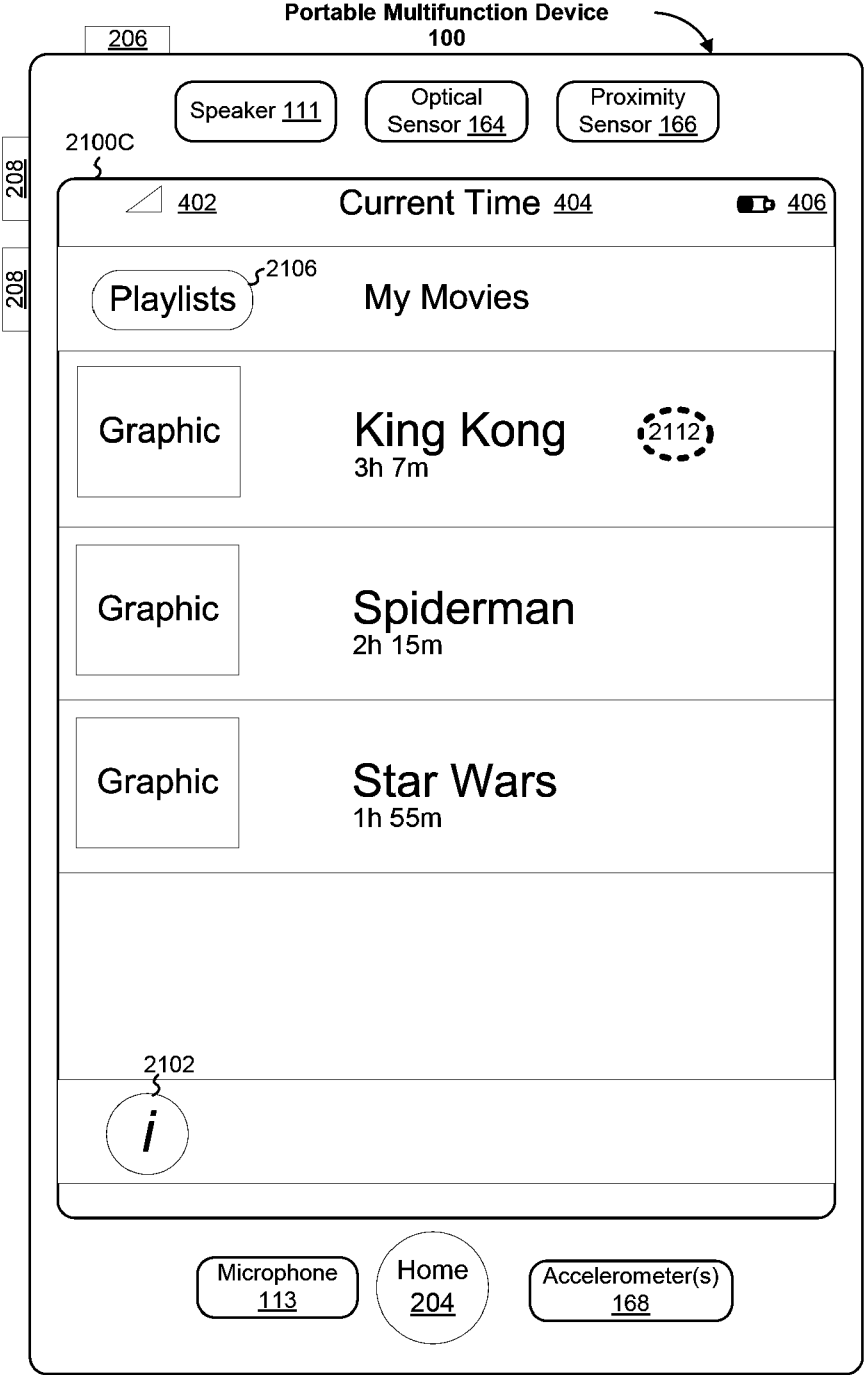 Portable Multifunction Device
100
206
Speaker 111
Optical
Sensor 164
Proximity
Sensor 166
2100C
208
402
Current Time 404
406
208
2106
Playlists
My Movies
Graphic
King Kong
3h 7m
2112
Graphic
Spiderman
2h 15m
Graphic
Star Wars
1h 55m
2102
i
Microphone
113
Home
204
Accelerometer(s)
168